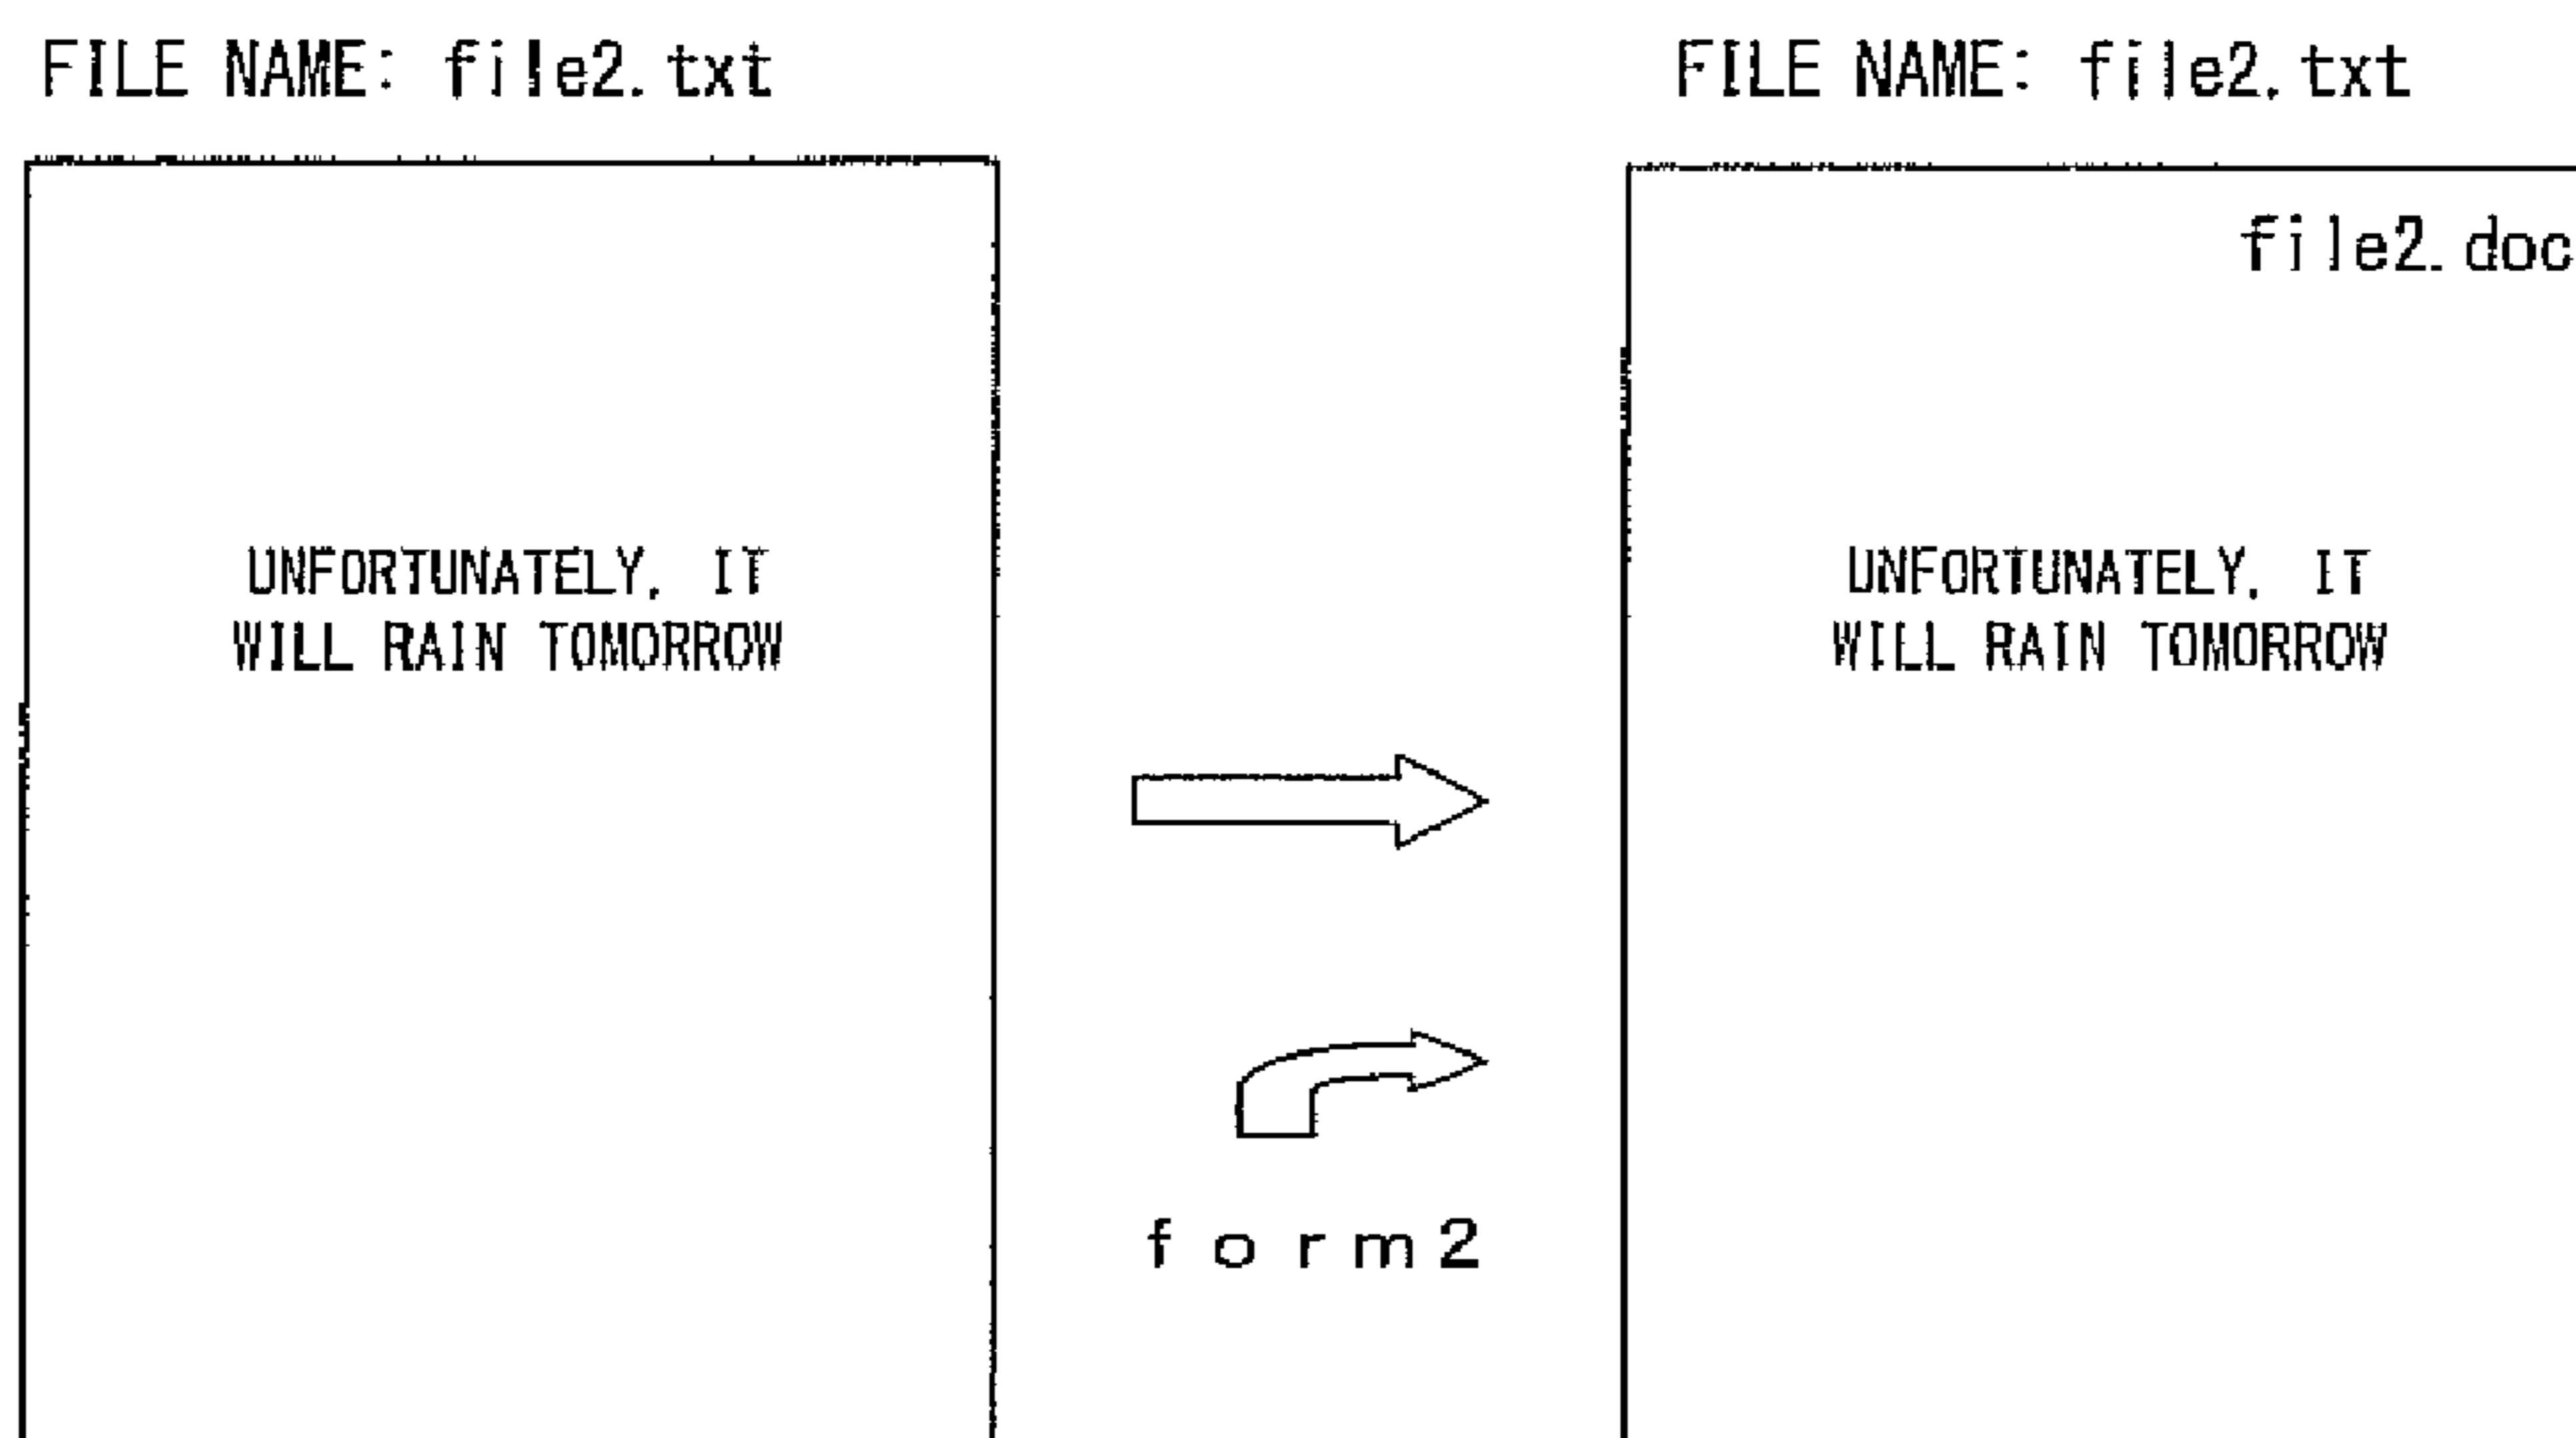 FILE NAME: file2.txt
UNFORTUNATELY, IT
WILL RAIN TOMORROW
form2
FILE NAME: file2.txt
file2.doc
UNFORTUNATELY, IT
WILL RAIN TOMORROW